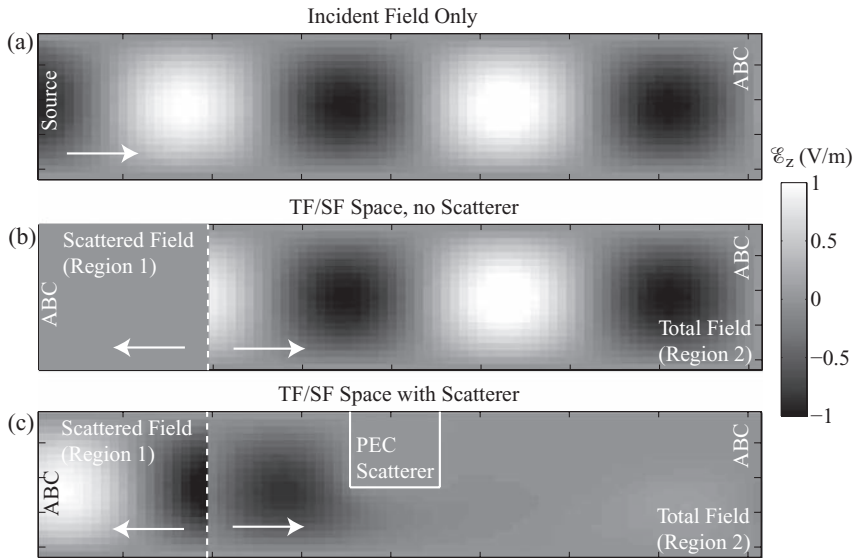 Incident Field Only
(a)
Source
ABC
ℰz (V/m)
1
0.5
0
−0.5
−1
TF/SF Space, no Scatterer
(b)
Scattered Field
(Region 1)
ABC
ABC
Total Field
(Region 2)
TF/SF Space with Scatterer
(c)
Scattered Field
(Region 1)
ABC
PEC
Scatterer
ABC
Total Field
(Region 2)